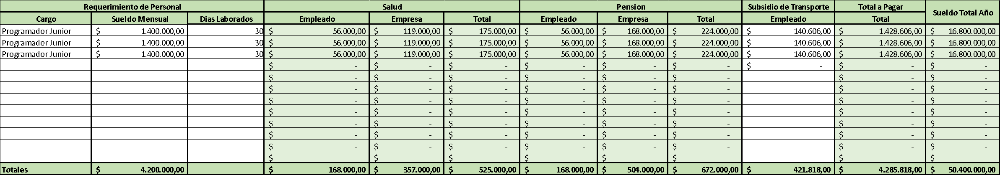 Requerimiento de Personal Salud Pension Subsidio de Transporte Total a Pagar Sueldo Total Año
Cargo Sueldo Mensual Dias Laborados Empleado Empresa Total Empleado Empresa Total Empleado Total
Programador Junior $ 1.400.000,00 30 $ 56.000,00 $ 119.000,00 $ 175.000,00 $ 56.000,00 $ 168.000,00 $ 224.000,00 $ 140.606,00 $ 1.428.606,00 $ 16.800.000,00
Programador Junior $ 1.400.000,00 30 $ 56.000,00 $ 119.000,00 $ 175.000,00 $ 56.000,00 $ 168.000,00 $ 224.000,00 $ 140.606,00 $ 1.428.606,00 $ 16.800.000,00
Programador Junior $ 1.400.000,00 30 $ 56.000,00 $ 119.000,00 $ 175.000,00 $ 56.000,00 $ 168.000,00 $ 224.000,00 $ 140.606,00 $ 1.428.606,00 $ 16.800.000,00
$ - $ - $ - $ - $ - $ - $ - $ - $ -
$ - $ - $ - $ - $ - $ - $ - $ -
$ - $ - $ - $ - $ - $ - $ - $ -
$ - $ - $ - $ - $ - $ - $ - $ -
$ - $ - $ - $ - $ - $ - $ - $ -
$ - $ - $ - $ - $ - $ - $ - $ -
$ - $ - $ - $ - $ - $ - $ - $ -
$ - $ - $ - $ - $ - $ - $ - $ -
$ - $ - $ - $ - $ - $ - $ - $ -
Totales $ 4.200.000,00 $ 168.000,00 $ 357.000,00 $ 525.000,00 $ 168.000,00 $ 504.000,00 $ 672.000,00 $ 421.818,00 $ 4.285.818,00 $ 50.400.000,00